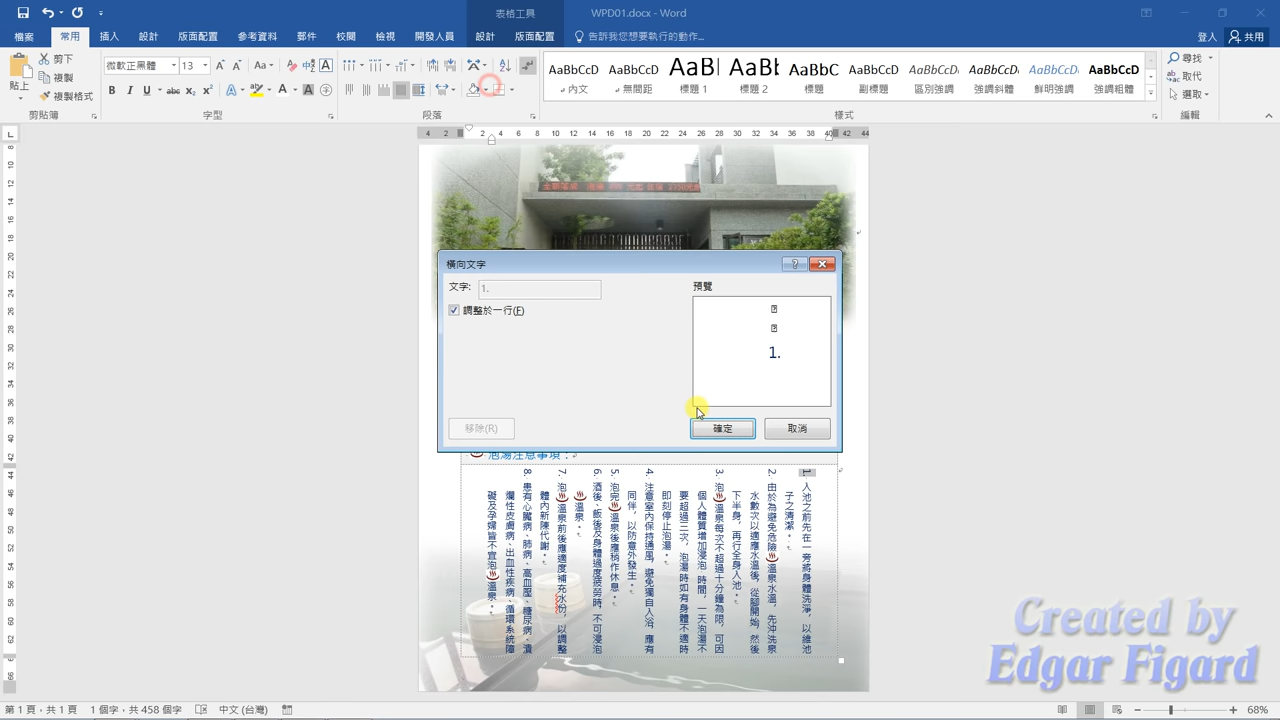 表格工具
WPD01.docx - Word
檔案
常用
插入
設計
版面配置
參考資料
郵件
校閱
檢視
開發人員
設計
版面配置
告訴我您想要執行的動作...
登入
共用
貼上
剪下
複製
複製格式
微軟正黑體
13
AaBbCcD
AaBbCcD
AaBl
AaBb
AaBbC
AaBbCcD
AaBbCcD
AaBbCcD
AaBbCcD
AaBbCcD
內文
無間距
標題 1
標題 2
標題
副標題
區別強調
強調斜體
鮮明強調
強調粗體
尋找
取代
選取
剪貼簿
字型
段落
樣式
編輯
橫向文字
文字:
1.
調整於一行(F)
預覽
1.
移除(R)
確定
取消
泡湯注意事項：
1. 入池之前先在一旁將身體洗淨，以維池
子之清潔。
2. 由於為避免危險，溫泉水溫，先沖洗泉
水數次以適應水溫後，從腳開始，然後
下半身，再行全身入池。
3. 泡溫泉每次不超過十分鐘為限，可因
個人體質增加浸泡時間，一天泡湯不
要超過三次，泡湯時如有身體不適時
即刻停止泡湯。
4. 注意室內保持通風，避免獨自入浴，應有
同伴，以防意外發生。
5. 泡完溫泉後應稍作休息。
6. 酒後、飯後及身體過度疲勞時，不可浸泡
溫泉。
7. 泡溫泉前後應適度補充水份，以調整
體內新陳代謝。
8. 患有心臟病、肺病、高血壓、糖尿病、潰
爛性皮膚病、出血性疾病、循環系統障
礙及孕婦皆不宜泡溫泉。
Created by
Edgar Figard
第 1 頁，共 1 頁
1 個字，共 458 個字
中文 (台灣)
68%